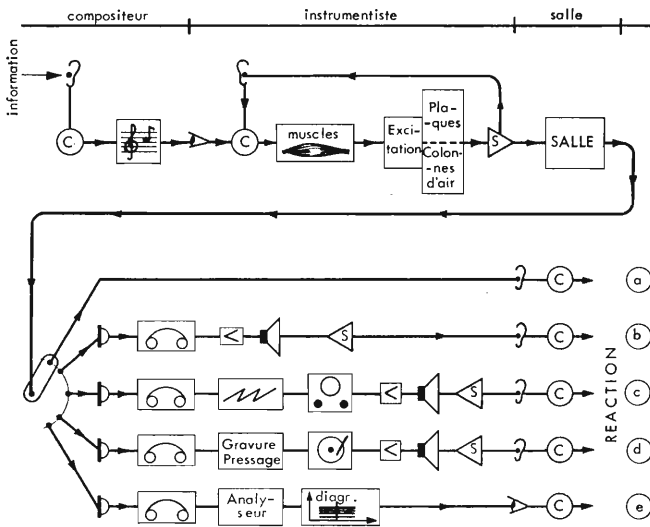 compositeur
instrumentiste
salle
information
C
muscles
C
Exci-
tation
Pla-
ques
Colon-
nes
d'air
S
SALLE
C
a
S
C
b
S
C
c
REACTION
Gravure
Pressage
S
C
d
Analy-
seur
diagr.
C
e